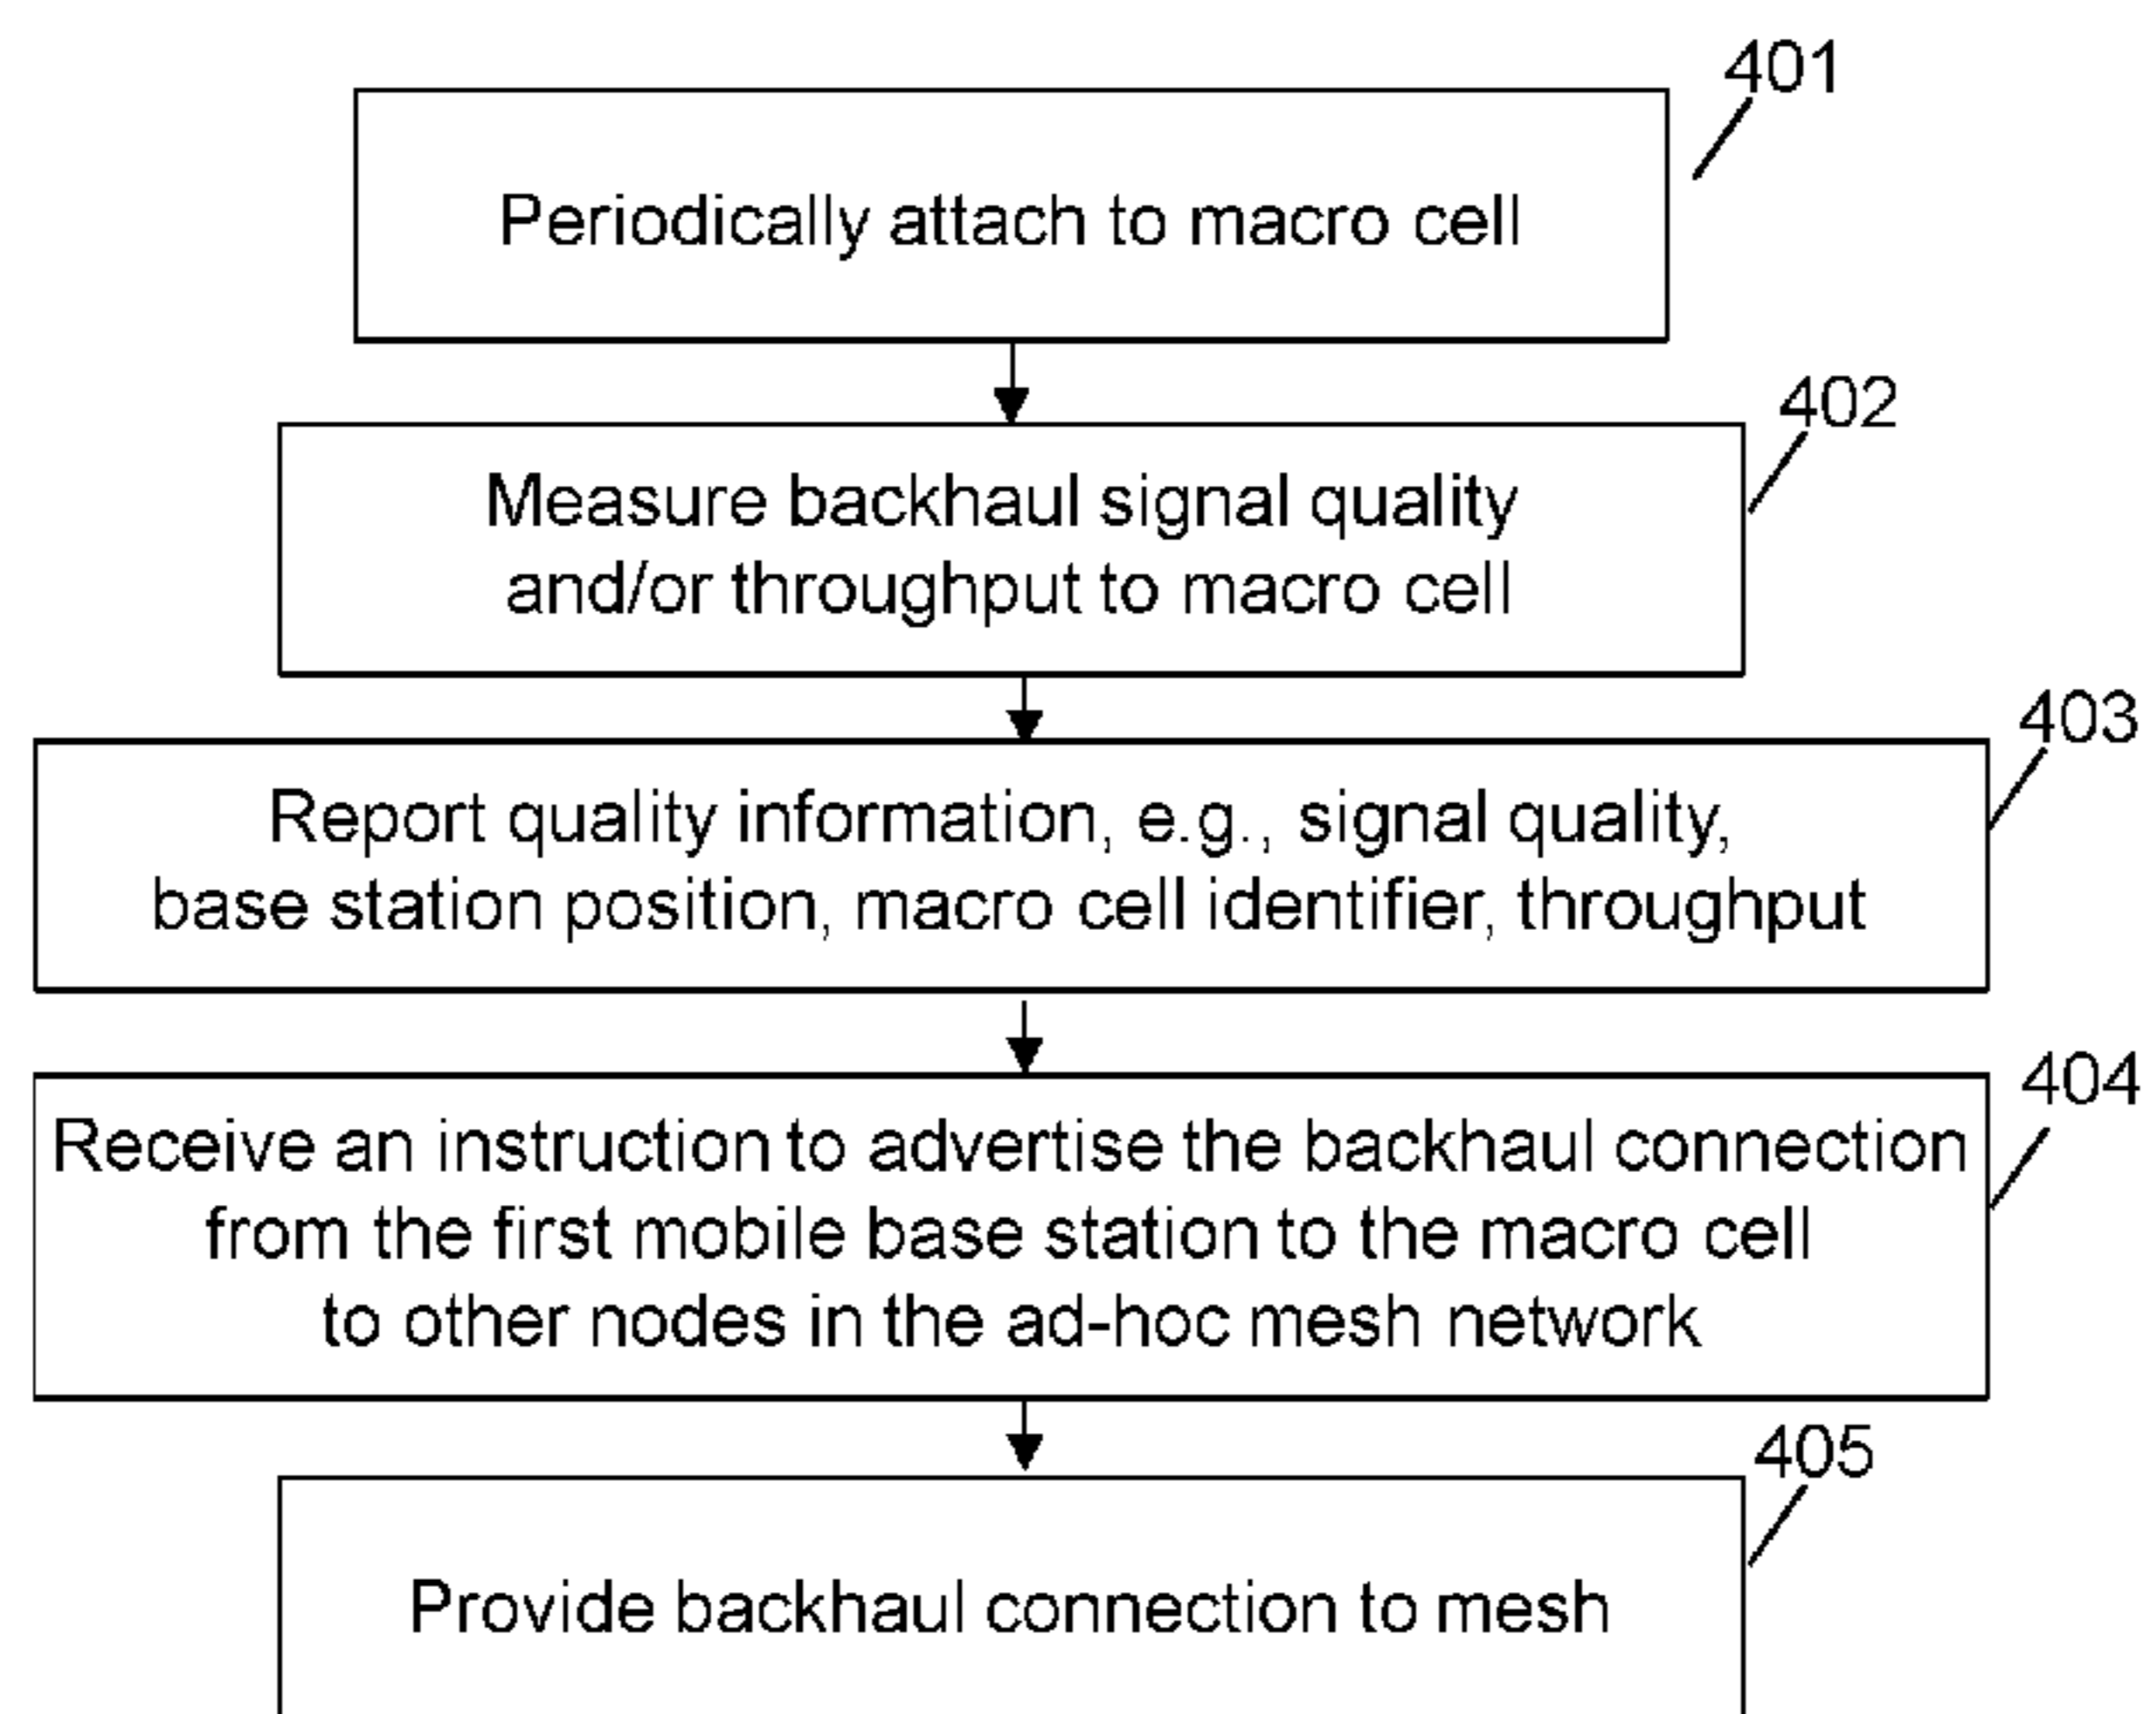 401
Periodically attach to macro cell
402
Measure backhaul signal quality
and/or throughput to macro cell
403
Report quality information, e.g., signal quality,
base station position, macro cell identifier, throughput
404
Receive an instruction to advertise the backhaul connection
from the first mobile base station to the macro cell
to other nodes in the ad-hoc mesh network
405
Provide backhaul connection to mesh